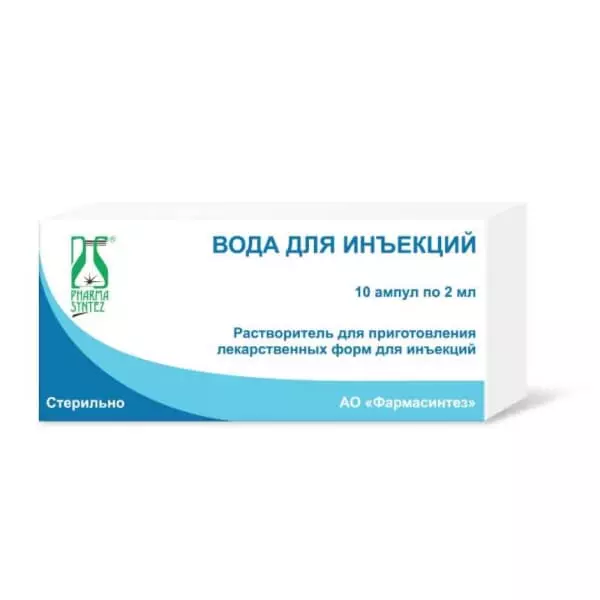 ВОДА ДЛЯ ИНЪЕКЦИЙ
10 ампул по 2 мл
Растворитель для приготовления
лекарственных форм для инъекций
PHARMA
SYNTEZ
®
Стерильно
АО «Фармасинтез»